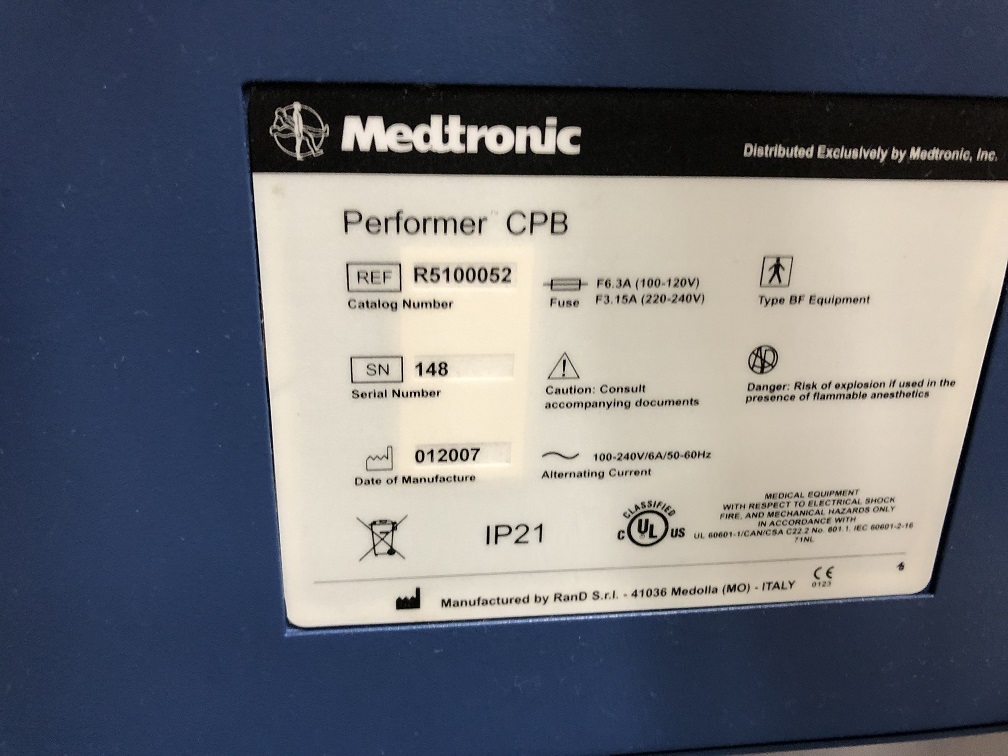 Medtronic
Distributed Exclusively by Medtronic, Inc.
Performer™ CPB
REF R5100052
Catalog Number
F6.3A (100-120V)
Fuse F3.15A (220-240V)
Type BF Equipment
SN 148
Serial Number
Caution: Consult
accompanying documents
Danger: Risk of explosion if used in the
presence of flammable anesthetics
012007
Date of Manufacture
100-240V/6A/50-60Hz
Alternating Current
IP21
CLASSIFIED
C UL US
MEDICAL EQUIPMENT
WITH RESPECT TO ELECTRICAL SHOCK
FIRE, AND MECHANICAL HAZARDS ONLY
IN ACCORDANCE WITH
UL 60601-1/CAN/CSA C22.2 No. 601.1, IEC 60601-2-16
71NL
Manufactured by RanD S.r.l. - 41036 Medolla (MO) - ITALY
CE
0123